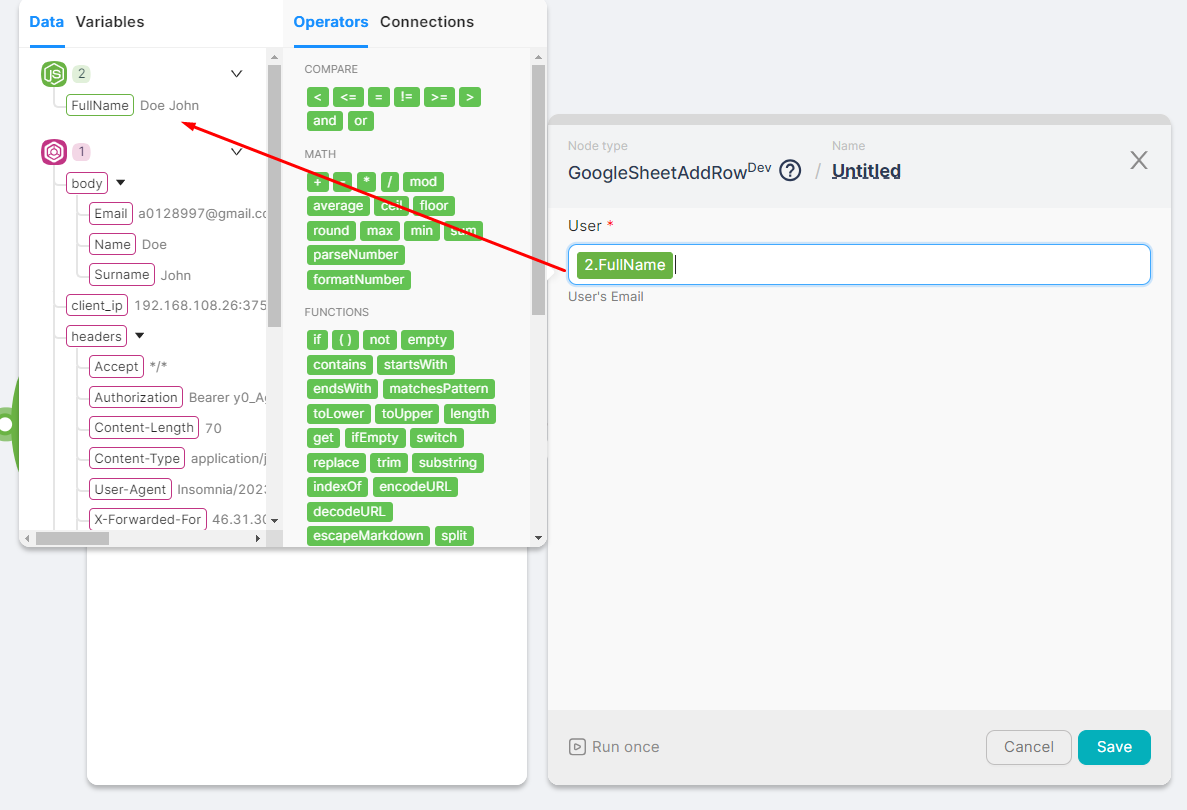 Data Variables
Operators Connections
JS 2
FullName Doe John
1
body
Email a0128997@gmail.co
Name Doe
Surname John
client_ip 192.168.108.26:375
headers
Accept */*
Authorization Bearer y0_A
Content-Length 70
Content-Type application/j
User-Agent Insomnia/202
X-Forwarded-For 46.31.30
COMPARE
< <= = != >= >
and or
MATH
+ - * / mod
average ceil floor
round max min sum
parseNumber
formatNumber
FUNCTIONS
if ( ) not empty
contains startsWith
endsWith matchesPattern
toLower toUpper length
get ifEmpty switch
replace trim substring
indexOf encodeURL
decodeURL
escapeMarkdown split
Node type
GoogleSheetAddRow Dev ? /
Name
Untitled
X
User *
2.FullName
User's Email
Run once
Cancel Save